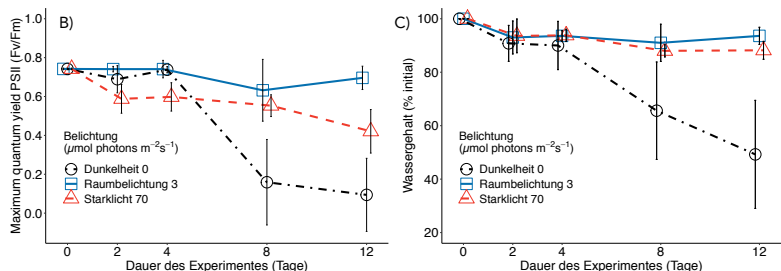 B)
Maximum quantum yield PSII (Fv/Fm)
1.0
0.8
0.6
0.4
0.2
0.0
Belichtung
(μmol photons m⁻²s⁻¹)
Dunkelheit 0
Raumbelichtung 3
Starklicht 70
0 2 4 8 12
Dauer des Experimentes (Tage)
C)
Wassergehalt (% initial)
100
80
60
40
20
Belichtung
(μmol photons m⁻²s⁻¹)
Dunkelheit 0
Raumbelichtung 3
Starklicht 70
0 2 4 8 12
Dauer des Experimentes (Tage)